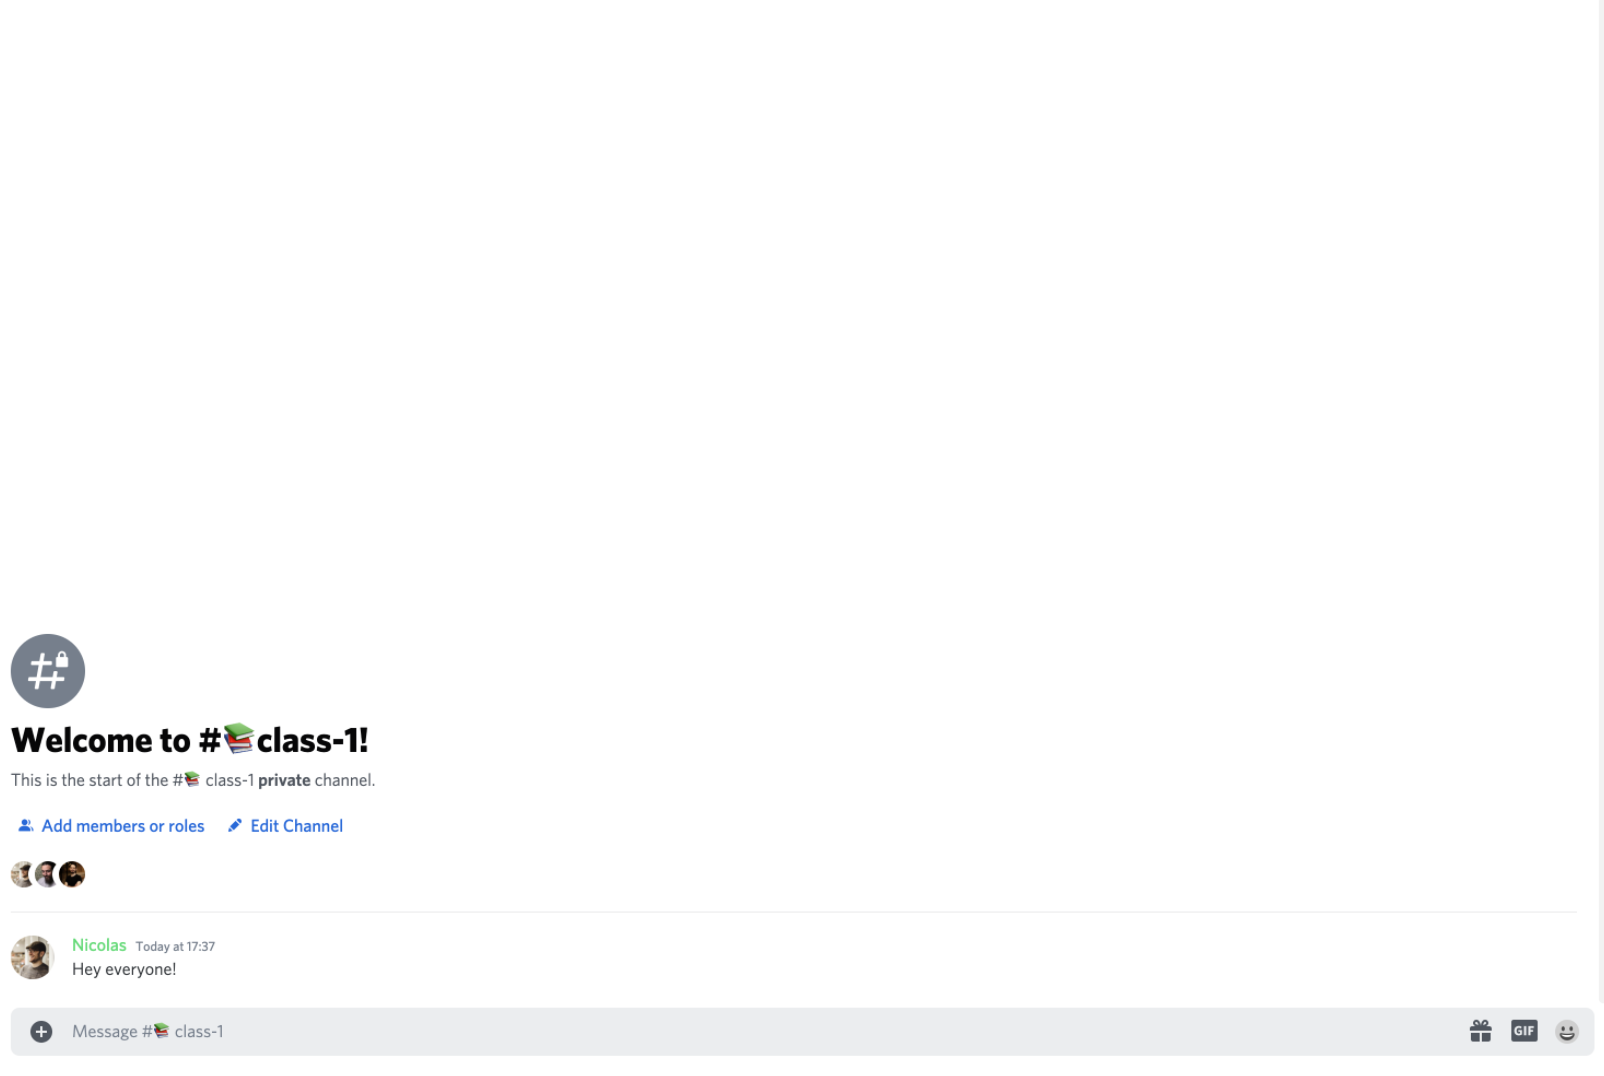 Welcome to #📚class-1!
This is the start of the #📚 class-1 private channel.
Add members or roles Edit Channel
Nicolas Today at 17:37
Hey everyone!
Message #📚 class-1 GIF